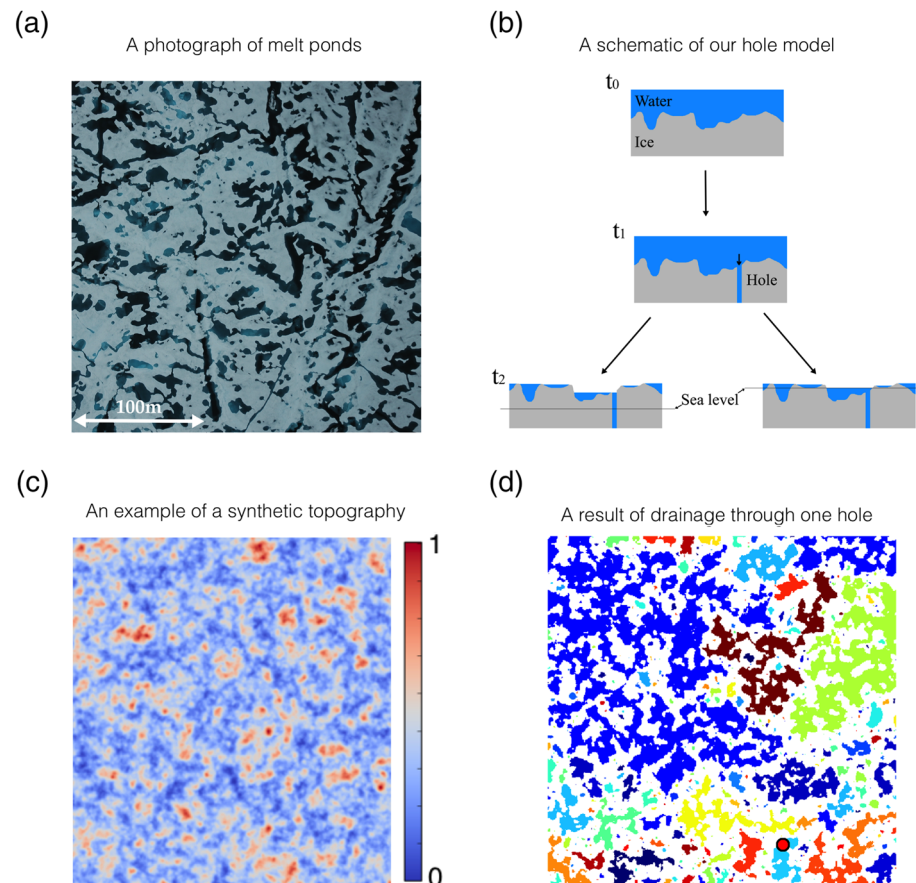 (a)
A photograph of melt ponds
100m
(b)
A schematic of our hole model
t0
Water
Ice
t1
Hole
t2
Sea level
(c)
An example of a synthetic topography
1
0
(d)
A result of drainage through one hole